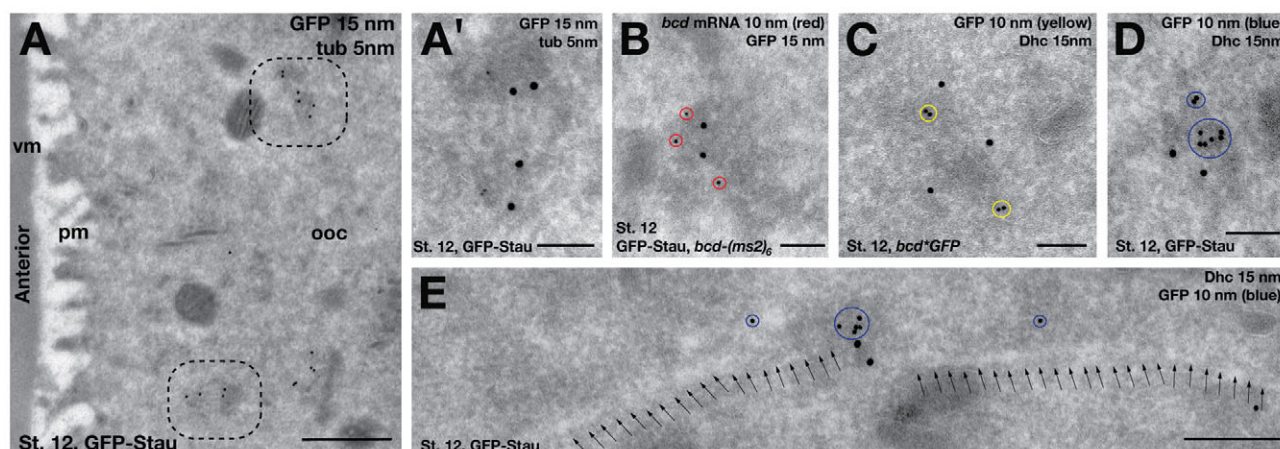 A
GFP 15 nm
tub 5nm
vm
pm
ooc
Anterior
St. 12, GFP-Stau
A'
GFP 15 nm
tub 5nm
St. 12, GFP-Stau
B
bcd mRNA 10 nm (red)
GFP 15 nm
St. 12
GFP-Stau, bcd-(ms2)₆
C
GFP 10 nm (yellow)
Dhc 15nm
St. 12, bcd*GFP
D
GFP 10 nm (blue)
Dhc 15nm
St. 12, GFP-Stau
E
Dhc 15 nm
GFP 10 nm (blue)
St. 12, GFP-Stau